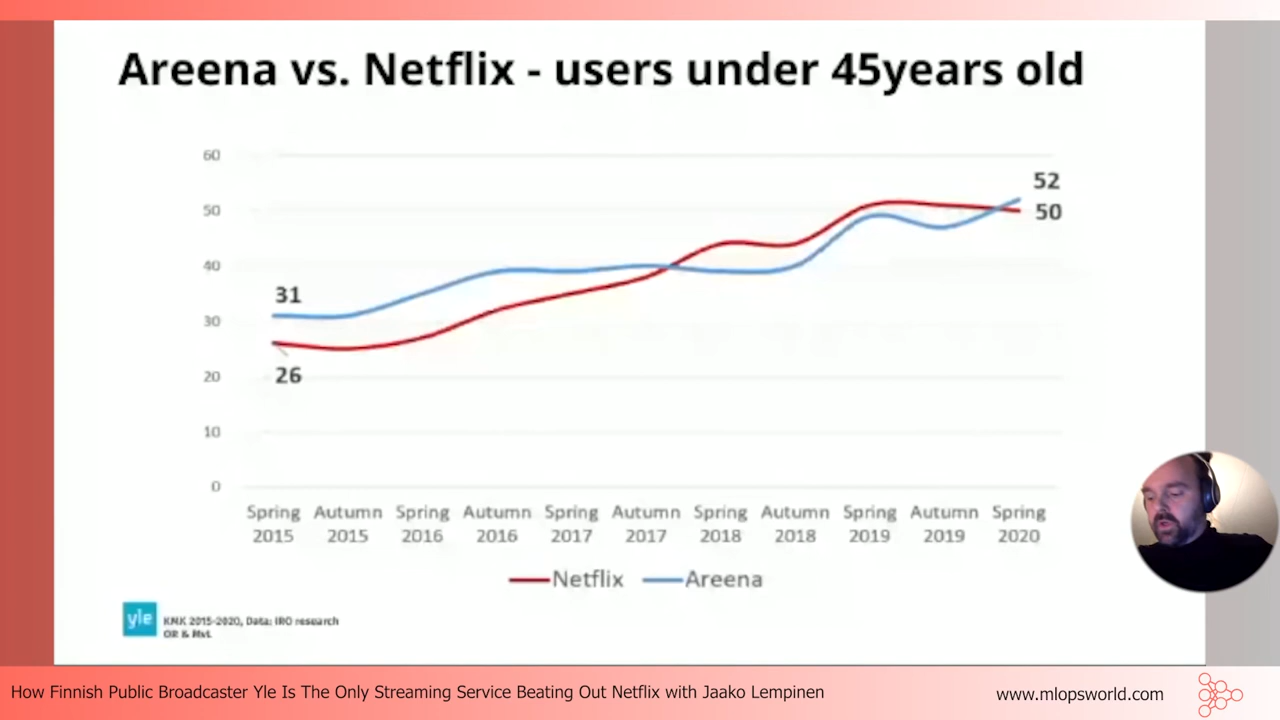 Areena vs. Netflix - users under 45years old
60
50
40
30
20
10
0
31
26
52
50
Spring Autumn Spring Autumn Spring Autumn Spring Autumn Spring Autumn Spring
2015 2015 2016 2016 2017 2017 2018 2018 2019 2019 2020
Netflix Areena
yle
KMK 2015-2020, Data: IRO research
OR & MvL
How Finnish Public Broadcaster Yle Is The Only Streaming Service Beating Out Netflix with Jaako Lempinen
www.mlopsworld.com